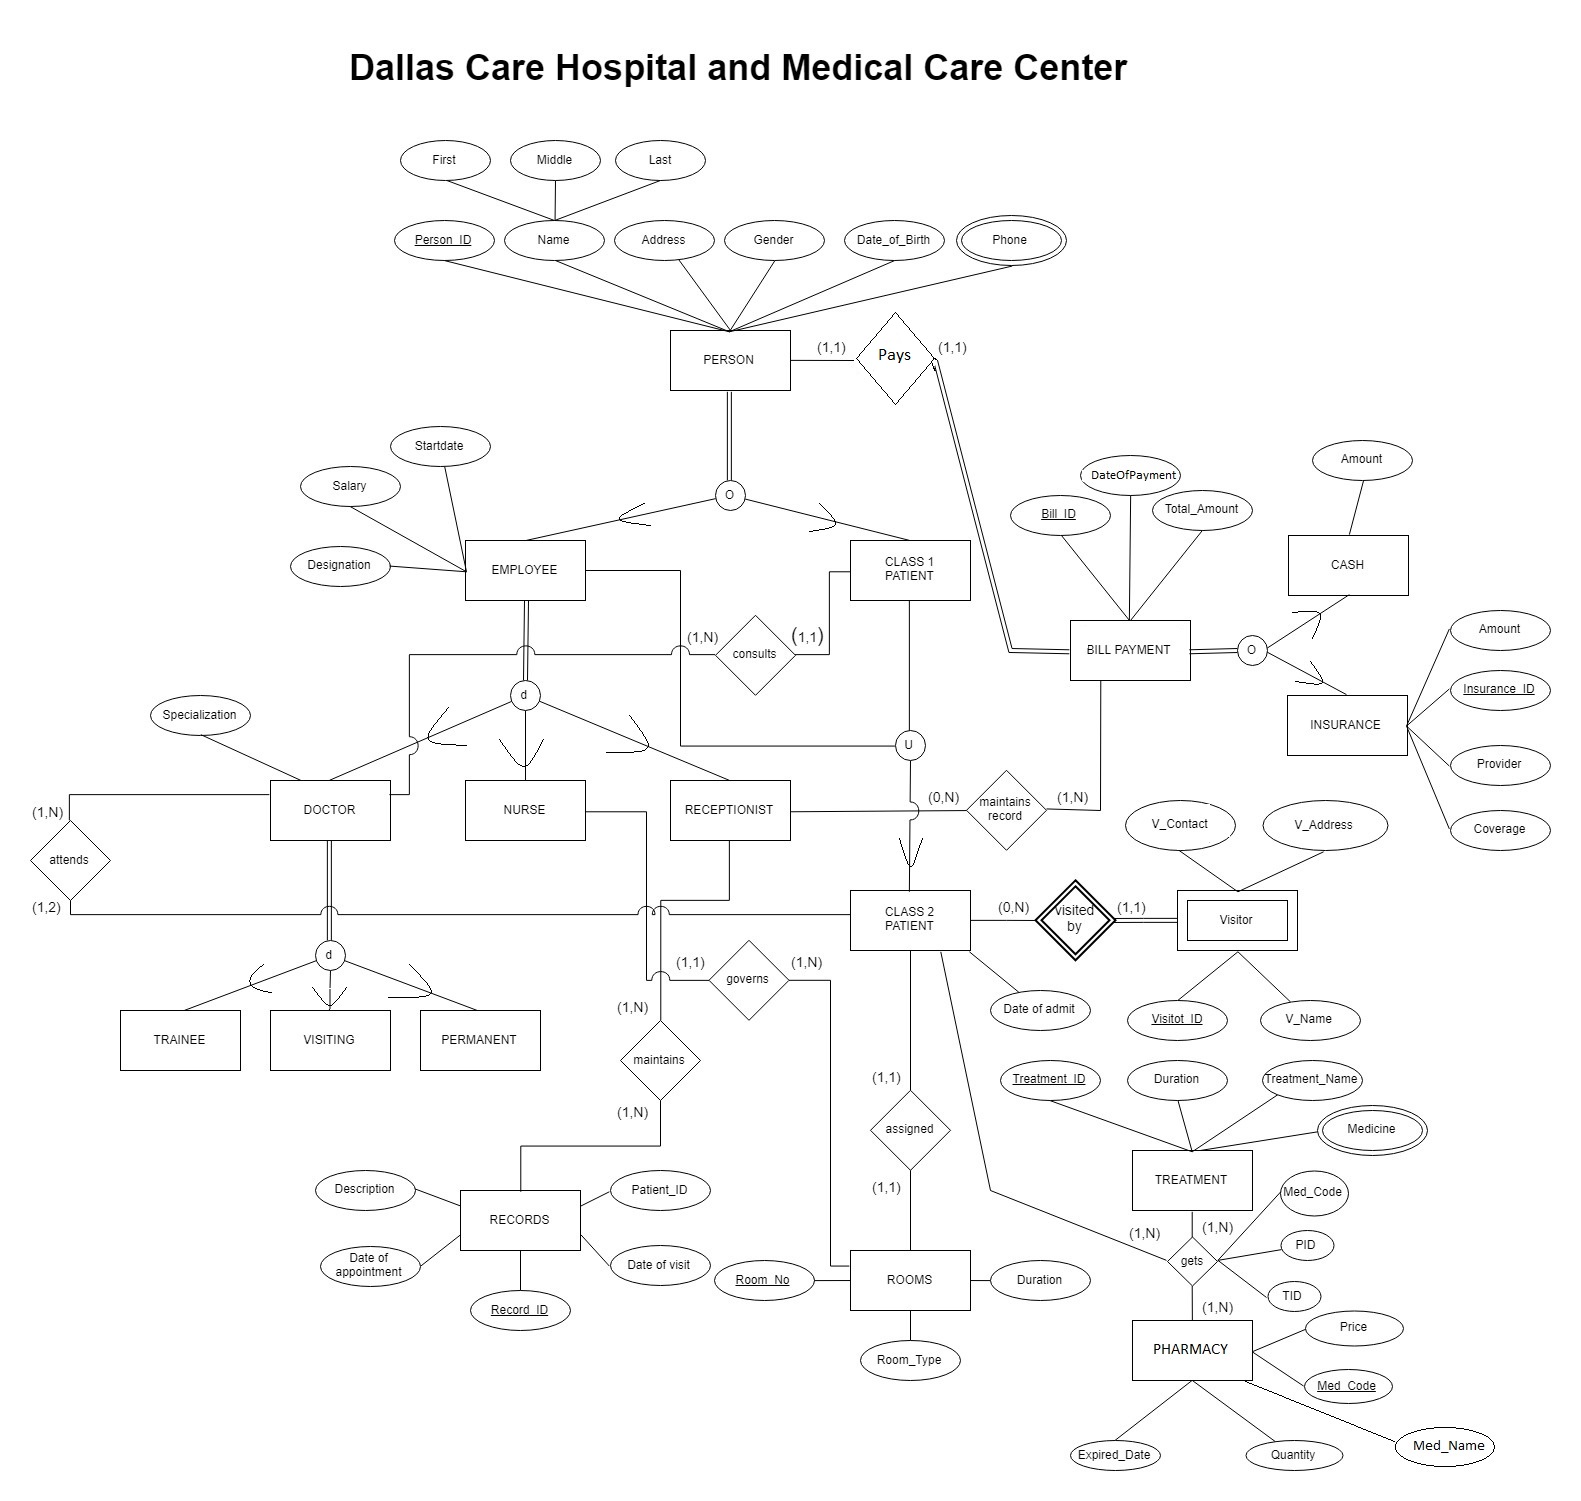 Dallas Care Hospital and Medical Care Center
First
Middle
Last
Person_ID
Name
Address
Gender
Date_of_Birth
Phone
PERSON
(1,1)
Pays
(1,1)
O
Startdate
Salary
Designation
EMPLOYEE
CLASS 1
PATIENT
DateOfPayment
Bill_ID
Total_Amount
Amount
CASH
BILL PAYMENT
O
Amount
Insurance_ID
INSURANCE
Provider
Coverage
(1,N)
consults
(1,1)
d
U
Specialization
DOCTOR
NURSE
RECEPTIONIST
(0,N)
maintains
record
(1,N)
(1,N)
attends
(1,2)
V_Contact
V_Address
CLASS 2
PATIENT
(0,N)
visited
by
(1,1)
Visitor
d
(1,1)
governs
(1,N)
Date of admit
Visitot_ID
V_Name
TRAINEE
VISITING
PERMANENT
(1,N)
maintains
(1,N)
(1,1)
assigned
(1,1)
Treatment_ID
Duration
Treatment_Name
Medicine
TREATMENT
Description
RECORDS
Patient_ID
Date of
appointment
Date of visit
Record_ID
Room_No
ROOMS
Duration
Room_Type
(1,N)
(1,N)
gets
Med_Code
PID
TID
(1,N)
PHARMACY
Price
Med_Code
Expired_Date
Quantity
Med_Name